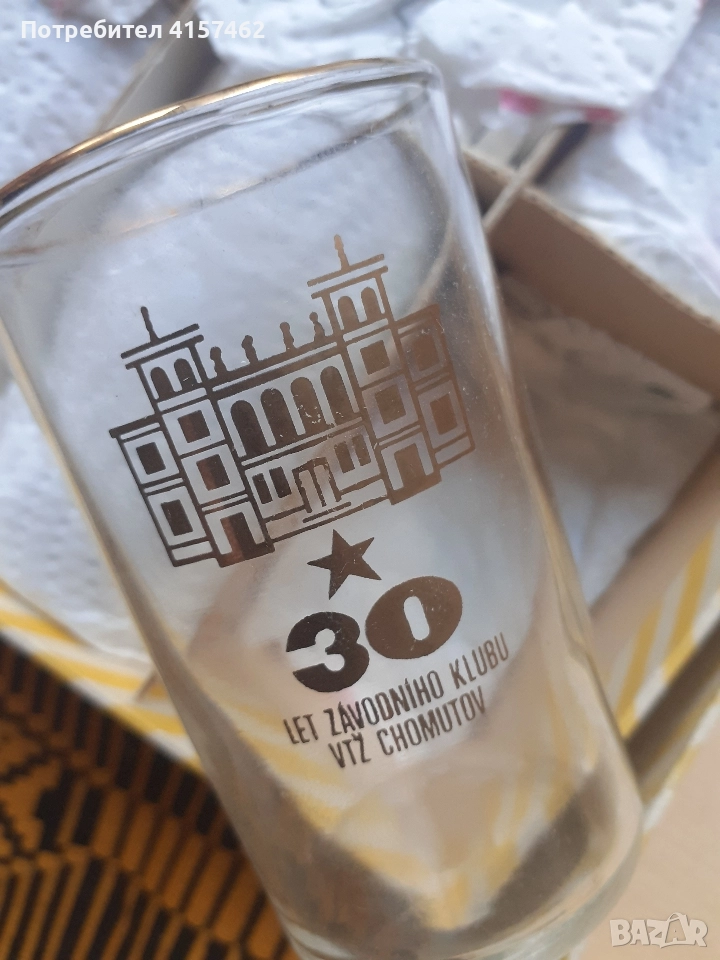 Потребител 4157462
30
LET ZÁVODNÍHO KLUBU
VTŽ CHOMUTOV
BAZAR